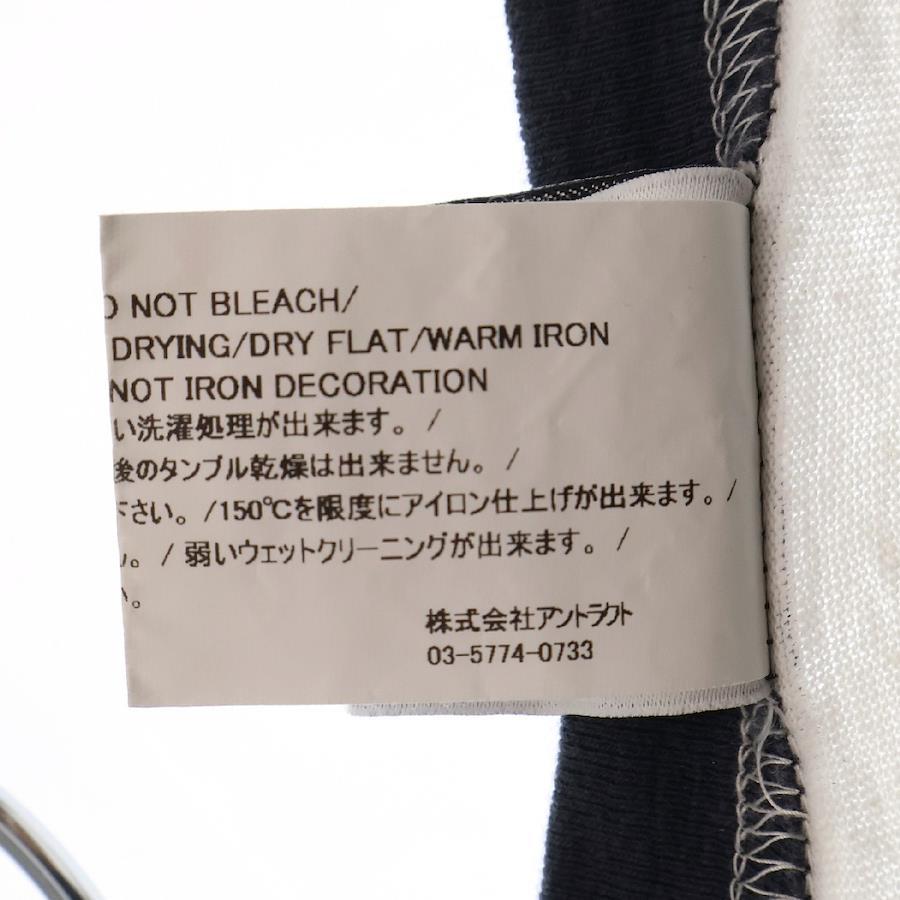 NOT BLEACH/
DRYING/DRY FLAT/WARM IRON
NOT IRON DECORATION
い洗濯処理が出来ます。/
後のタンブル乾燥は出来ません。/
下さい。/150℃を限度にアイロン仕上げが出来ます。/
ん。/ 弱いウェットクリーニングが出来ます。 /
い。
株式会社アントラクト
03-5774-0733